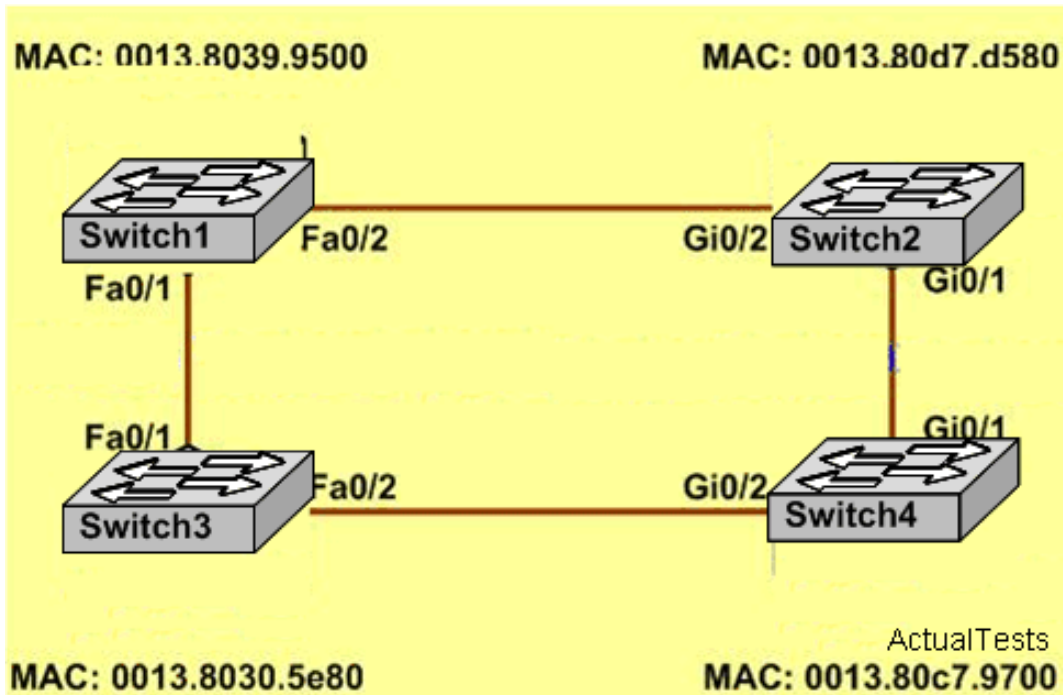 MAC: 0013.8039.9500
MAC: 0013.80d7.d580
Switch1
Fa0/2
Gi0/2
Switch2
Fa0/1
Gi0/1
Fa0/1
Gi0/1
Switch3
Fa0/2
Gi0/2
Switch4
ActualTests
MAC: 0013.8030.5e80
MAC: 0013.80c7.9700